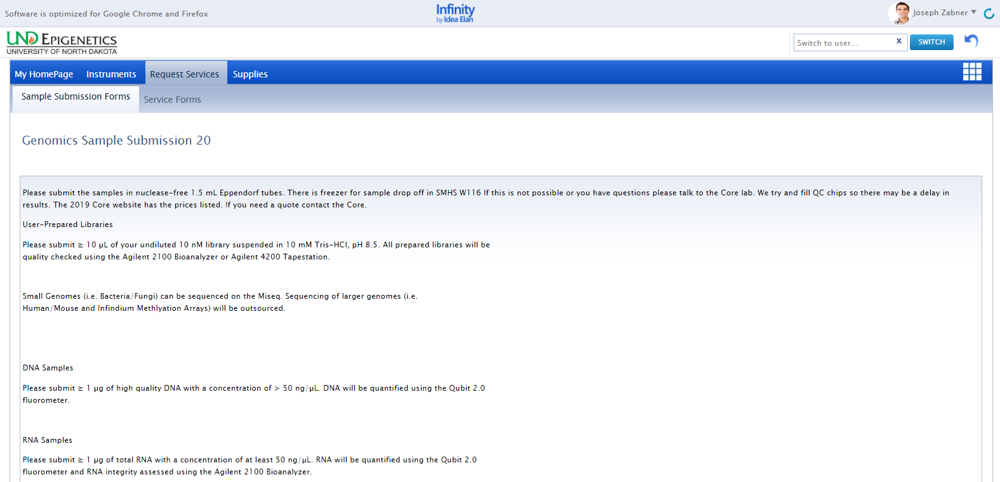 Software is optimized for Google Chrome and Firefox
Infinity
by Idea Elan
Joseph Zabner
UND EPIGENETICS
UNIVERSITY OF NORTH DAKOTA
Switch to user...
x
SWITCH
My HomePage
Instruments
Request Services
Supplies
Sample Submission Forms
Service Forms
Genomics Sample Submission 20
Please submit the samples in nuclease-free 1.5 mL Eppendorf tubes. There is freezer for sample drop off in SMHS W116 If this is not possible or you have questions please talk to the Core lab. We try and fill QC chips so there may be a delay in
results. The 2019 Core website has the prices listed. If you need a quote contact the Core.
User-Prepared Libraries
Please submit ≥ 10 µL of your undiluted 10 nM library suspended in 10 mM Tris-HCl, pH 8.5. All prepared libraries will be
quality checked using the Agilent 2100 Bioanalyzer or Agilent 4200 Tapestation.
Small Genomes (i.e. Bacteria/Fungi) can be sequenced on the Miseq. Sequencing of larger genomes (i.e.
Human/Mouse and Infindium Methlyation Arrays) will be outsourced.
DNA Samples
Please submit ≥ 1 µg of high quality DNA with a concentration of > 50 ng/µL. DNA will be quantified using the Qubit 2.0
fluorometer.
RNA Samples
Please submit ≥ 1 µg of total RNA with a concentration of at least 50 ng/µL. RNA will be quantified using the Qubit 2.0
fluorometer and RNA integrity assessed using the Agilent 2100 Bioanalyzer.